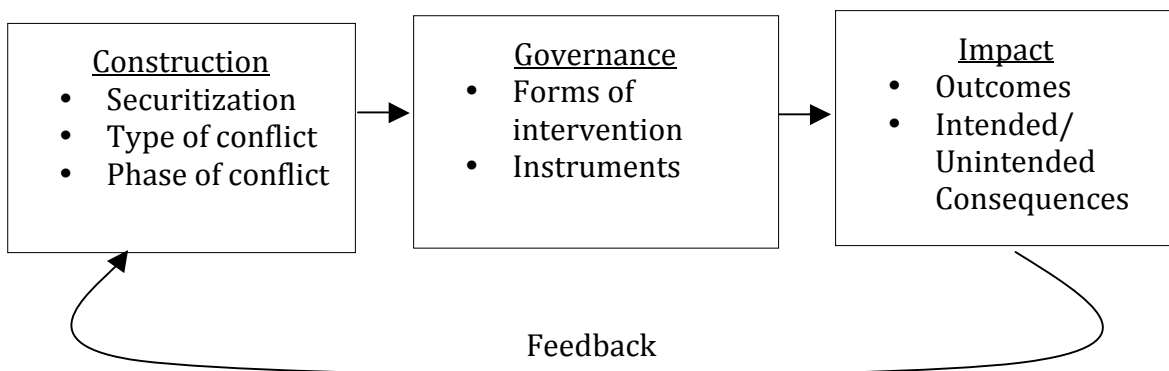 Construction
• Securitization
• Type of conflict
• Phase of conflict
Governance
• Forms of
intervention
• Instruments
Impact
• Outcomes
• Intended/
Unintended
Consequences
Feedback